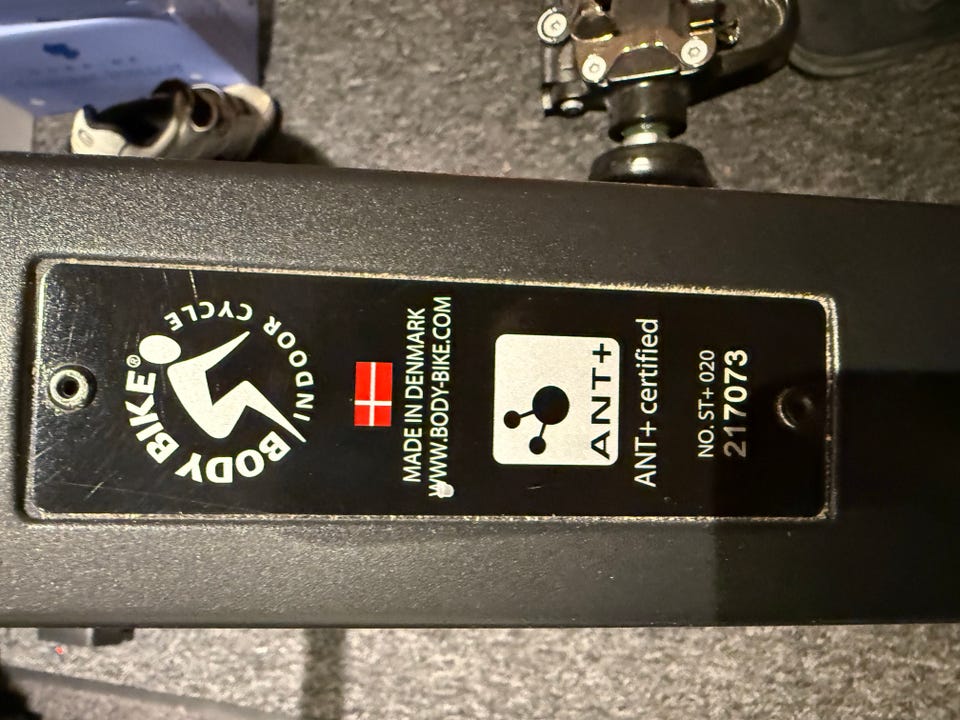 BODY BIKE®
INDOOR CYCLE
MADE IN DENMARK
WWW.BODY-BIKE.COM
ANT+
ANT+ certified
NO. ST+ 020
217073